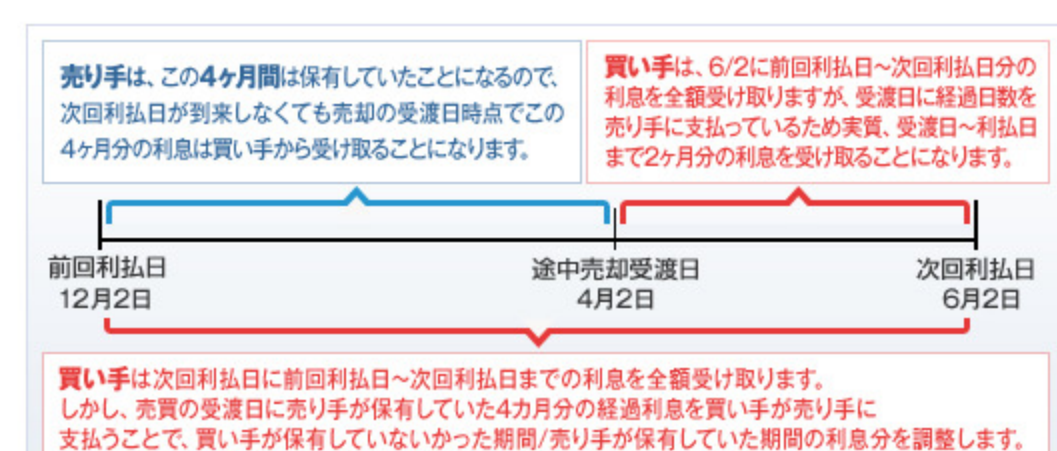 売り手は、この4ヶ月間は保有していたことになるので、
次回利払日が到来しなくても売却の受渡日時点でこの
4ヶ月分の利息は買い手から受け取ることになります。
買い手は、6/2に前回利払日~次回利払日分の
利息を全額受け取りますが、受渡日に経過日数を
売り手に支払っているため実質、受渡日~利払日
まで2ヶ月分の利息を受け取ることになります。
前回利払日
12月2日
途中売却受渡日
4月2日
次回利払日
6月2日
買い手は次回利払日に前回利払日~次回利払日までの利息を全額受け取ります。
しかし、売買の受渡日に売り手が保有していた4カ月分の経過利息を買い手が売り手に
支払うことで、買い手が保有していないかった期間/売り手が保有していた期間の利息分を調整します。